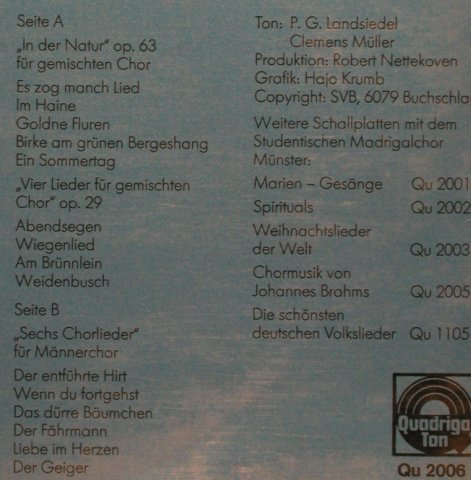 Seite A
„In der Natur" op. 63
für gemischten Chor
Es zog manch Lied
Im Haine
Goldne Fluren
Birke am grünen Bergeshang
Ein Sommertag
„Vier Lieder für gemischten
Chor" op. 29
Abendsegen
Wiegenlied
Am Brünnlein
Weidenbusch
Seite B
„Sechs Chorlieder"
für Männerchor
Der entführte Hirt
Wenn du fortgehst
Das dürre Bäumchen
Der Fährmann
Liebe im Herzen
Der Geiger
Ton: P. G. Landsiedel
Clemens Müller
Produktion: Robert Nettekoven
Grafik: Hajo Krumb
Copyright: SVB, 6079 Buchschla
Weitere Schallplatten mit dem
Studentischen Madrigalchor
Münster:
Marien – Gesänge Qu 2001
Spirituals Qu 2002
Weihnachtslieder
der Welt Qu 2003
Chormusik von
Johannes Brahms Qu 2005
Die schönsten
deutschen Volkslieder Qu 1105
Quadriga
Ton
Qu 2006